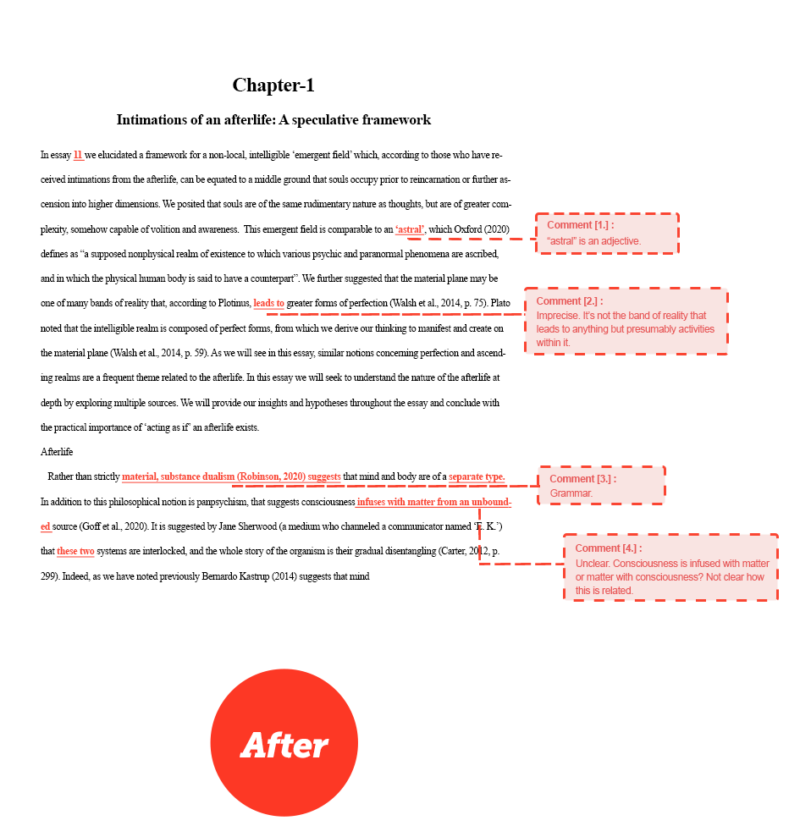 Chapter-1
Intimations of an afterlife: A speculative framework
In essay 11 we elucidated a framework for a non-local, intelligible ‘emergent field’ which, according to those who have re-
ceived intimations from the afterlife, can be equated to a middle ground that souls occupy prior to reincarnation or further as-
cension into higher dimensions. We posited that souls are of the same rudimentary nature as thoughts, but are of greater com-
plexity, somehow capable of volition and awareness. This emergent field is comparable to an ‘astral’, which Oxford (2020)
defines as “a supposed nonphysical realm of existence to which various psychic and paranormal phenomena are ascribed,
and in which the physical human body is said to have a counterpart”. We further suggested that the material plane may be
one of many bands of reality that, according to Plotinus, leads to greater forms of perfection (Walsh et al., 2014, p. 75). Plato
noted that the intelligible realm is composed of perfect forms, from which we derive our thinking to manifest and create on
the material plane (Walsh et al., 2014, p. 59). As we will see in this essay, similar notions concerning perfection and ascend-
ing realms are a frequent theme related to the afterlife. In this essay we will seek to understand the nature of the afterlife at
depth by exploring multiple sources. We will provide our insights and hypotheses throughout the essay and conclude with
the practical importance of ‘acting as if’ an afterlife exists.
Afterlife
Rather than strictly material, substance dualism (Robinson, 2020) suggests that mind and body are of a separate type.
In addition to this philosophical notion is panpsychism, that suggests consciousness infuses with matter from an unbound-
ed source (Goff et al., 2020). It is suggested by Jane Sherwood (a medium who channeled a communicator named ‘E. K.’)
that these two systems are interlocked, and the whole story of the organism is their gradual disentangling (Carter, 2012, p.
299). Indeed, as we have noted previously Bernardo Kastrup (2014) suggests that mind
Comment [1.] :
“astral” is an adjective.
Comment [2.] :
Imprecise. It's not the band of reality that
leads to anything but presumably activities
within it.
Comment [3.] :
Grammar.
Comment [4.] :
Unclear. Consciousness is infused with matter
or matter with consciousness? Not clear how
this is related.
After